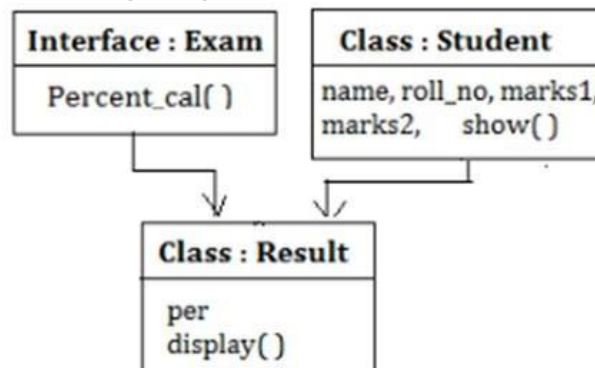 Interface : Exam
Percent_cal( )
Class : Student
name, roll_no, marks1,
marks2, show( )
Class : Result
per
display( )